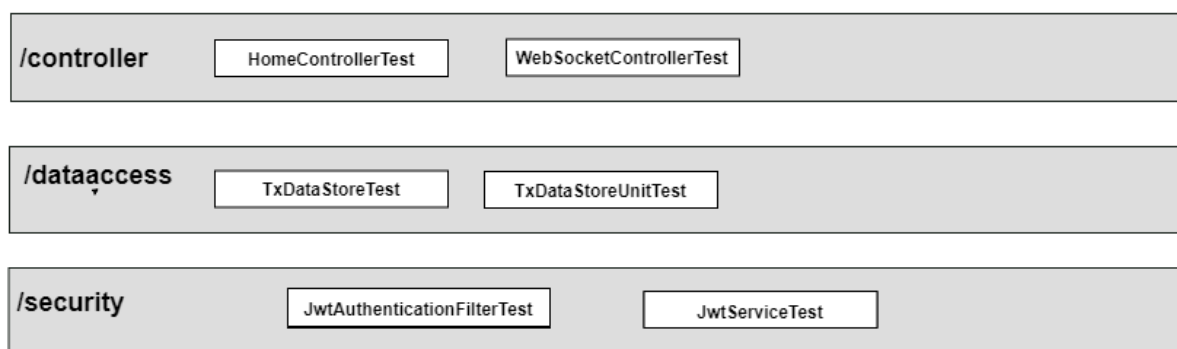 /controller HomeControllerTest WebSocketControllerTest
/dataaccess TxDataStoreTest TxDataStoreUnitTest
/security JwtAuthenticationFilterTest JwtServiceTest